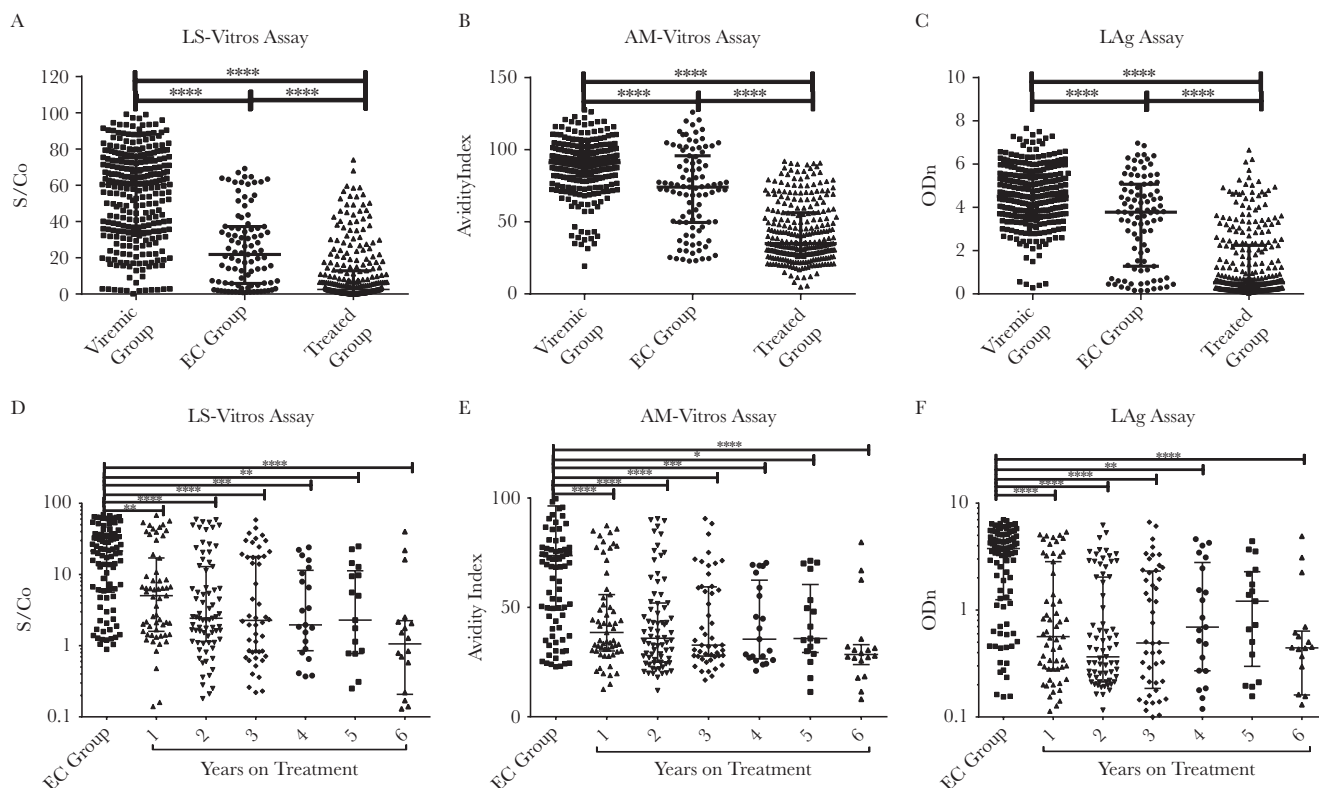 A
LS-Vitros Assay
S/Co
120
100
80
60
40
20
0
****
****
****
Viremic
Group
EC Group
Treated
Group
B
AM-Vitros Assay
AvidityIndex
150
100
50
0
****
****
****
Viremic
Group
EC Group
Treated
Group
C
LAg Assay
ODn
10
8
6
4
2
0
****
****
****
Viremic
Group
EC Group
Treated
Group
D
LS-Vitros Assay
S/Co
100
10
1
0.1
****
**
***
****
****
**
EC Group
1 2 3 4 5 6
Years on Treatment
E
AM-Vitros Assay
Avidity Index
100
50
0
****
*
***
****
****
****
EC Group
1 2 3 4 5 6
Years on Treatment
F
LAg Assay
ODn
10
1
0.1
****
**
****
****
****
EC Group
1 2 3 4 5 6
Years on Treatment